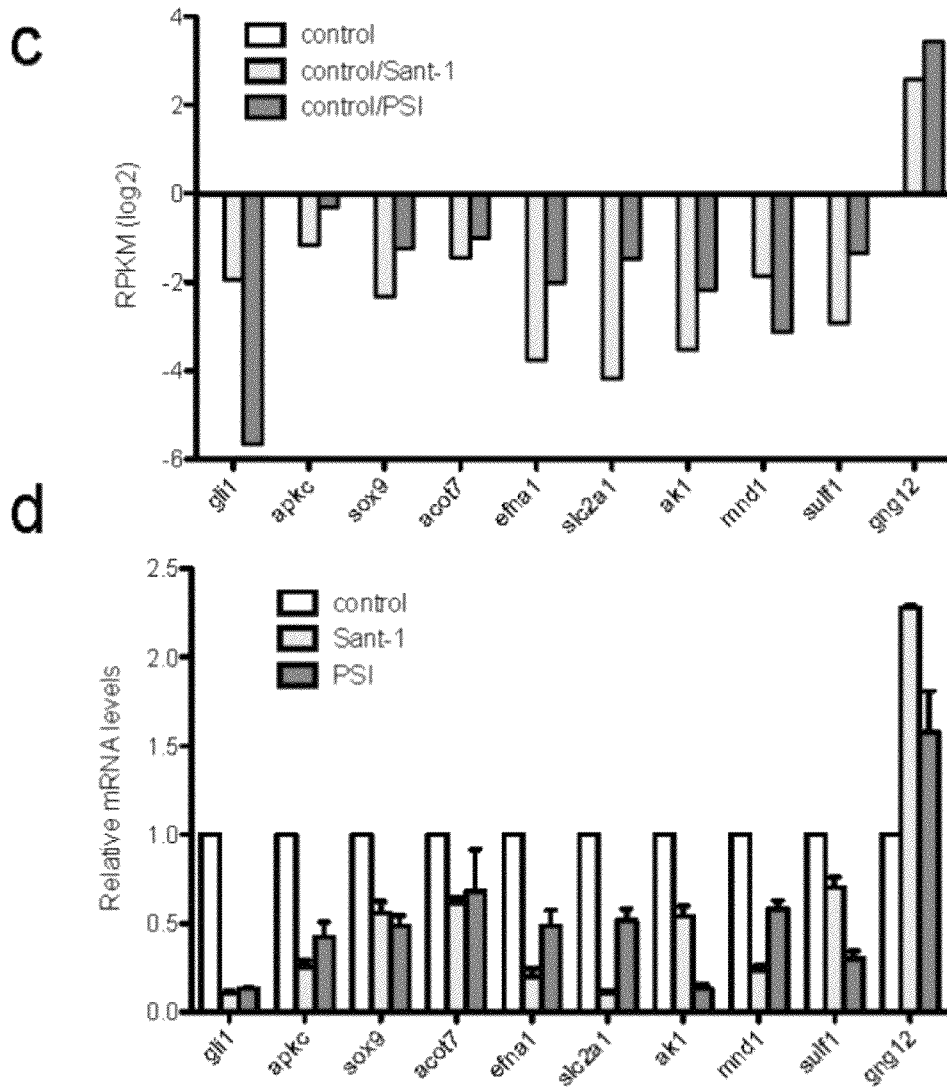 c
control
control/Sant-1
control/PSI
RPKM (log2)
4
2
0
-2
-4
-6
gli1
apkc
sox9
acot7
efna1
slc2a1
ak1
mnd1
sulf1
gng12
d
control
Sant-1
PSI
Relative mRNA levels
2.5
2.0
1.5
1.0
0.5
0.0
gli1
apkc
sox9
acot7
efna1
slc2a1
ak1
mnd1
sulf1
gng12